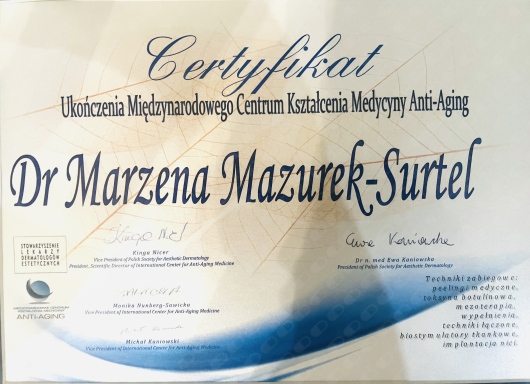 Certyfikat
Ukończenia Międzynarodowego Centrum Kształcenia Medycyny Anti-Aging
Dr Marzena Mazurek-Surtel
Kinga Nicer
Vice President of Polish Society for Aesthetic Dermatology
President, Scientific Director of International Center for Anti-Aging Medicine
Ewa Kaniowska
Dr n. med Ewa Kaniowska
President of Polish Society for Aesthetic Dermatology
STOWARZYSZENIE
LEKARZY
DERMATOLOGÓW
ESTETYCZNYCH
Monika Nunberg-Sawicka
Vice President of International Center for Anti-Aging Medicine
ANTI-AGING
Michał Kaniowski
Vice President of International Center for Anti-Aging Medicine
Techniki zabiegowe:
peelingi medyczne,
toksyna botulinowa,
mezoterapia,
wypełnienia,
techniki łączone,
biostymulatory tkankowe,
implantacja nici.